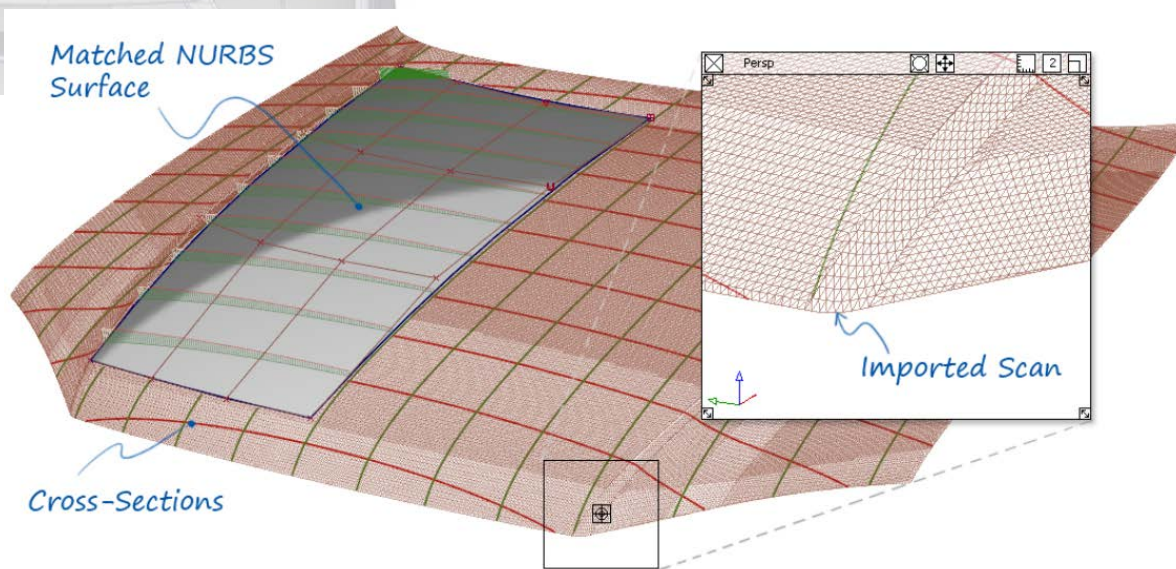 Matched NURBS
Surface
Persp
2
U
Imported Scan
Cross-Sections